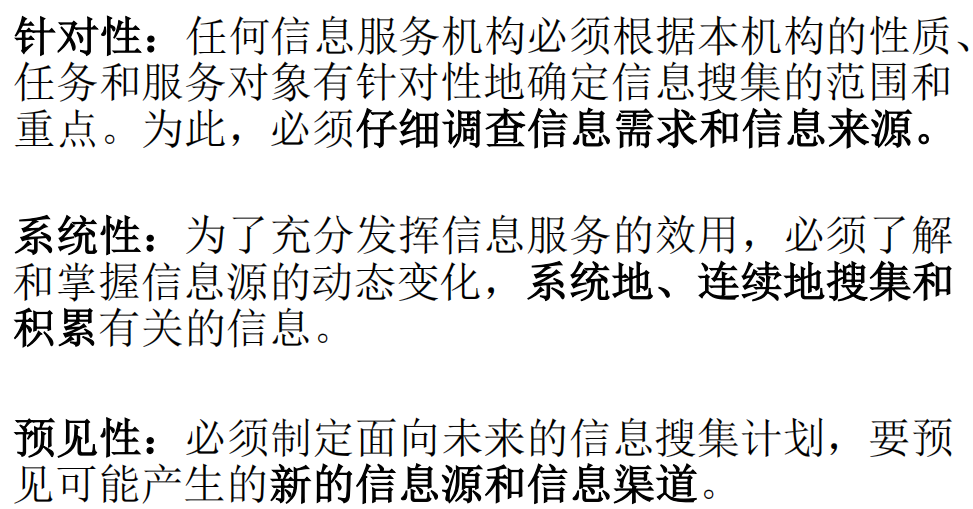 针对性：任何信息服务机构必须根据本机构的性质、
任务和服务对象有针对性地确定信息搜集的范围和
重点。为此，必须仔细调查信息需求和信息来源。
系统性：为了充分发挥信息服务的效用，必须了解
和掌握信息源的动态变化，系统地、连续地搜集和
积累有关的信息。
预见性：必须制定面向未来的信息搜集计划，要预
见可能产生的新的信息源和信息渠道。